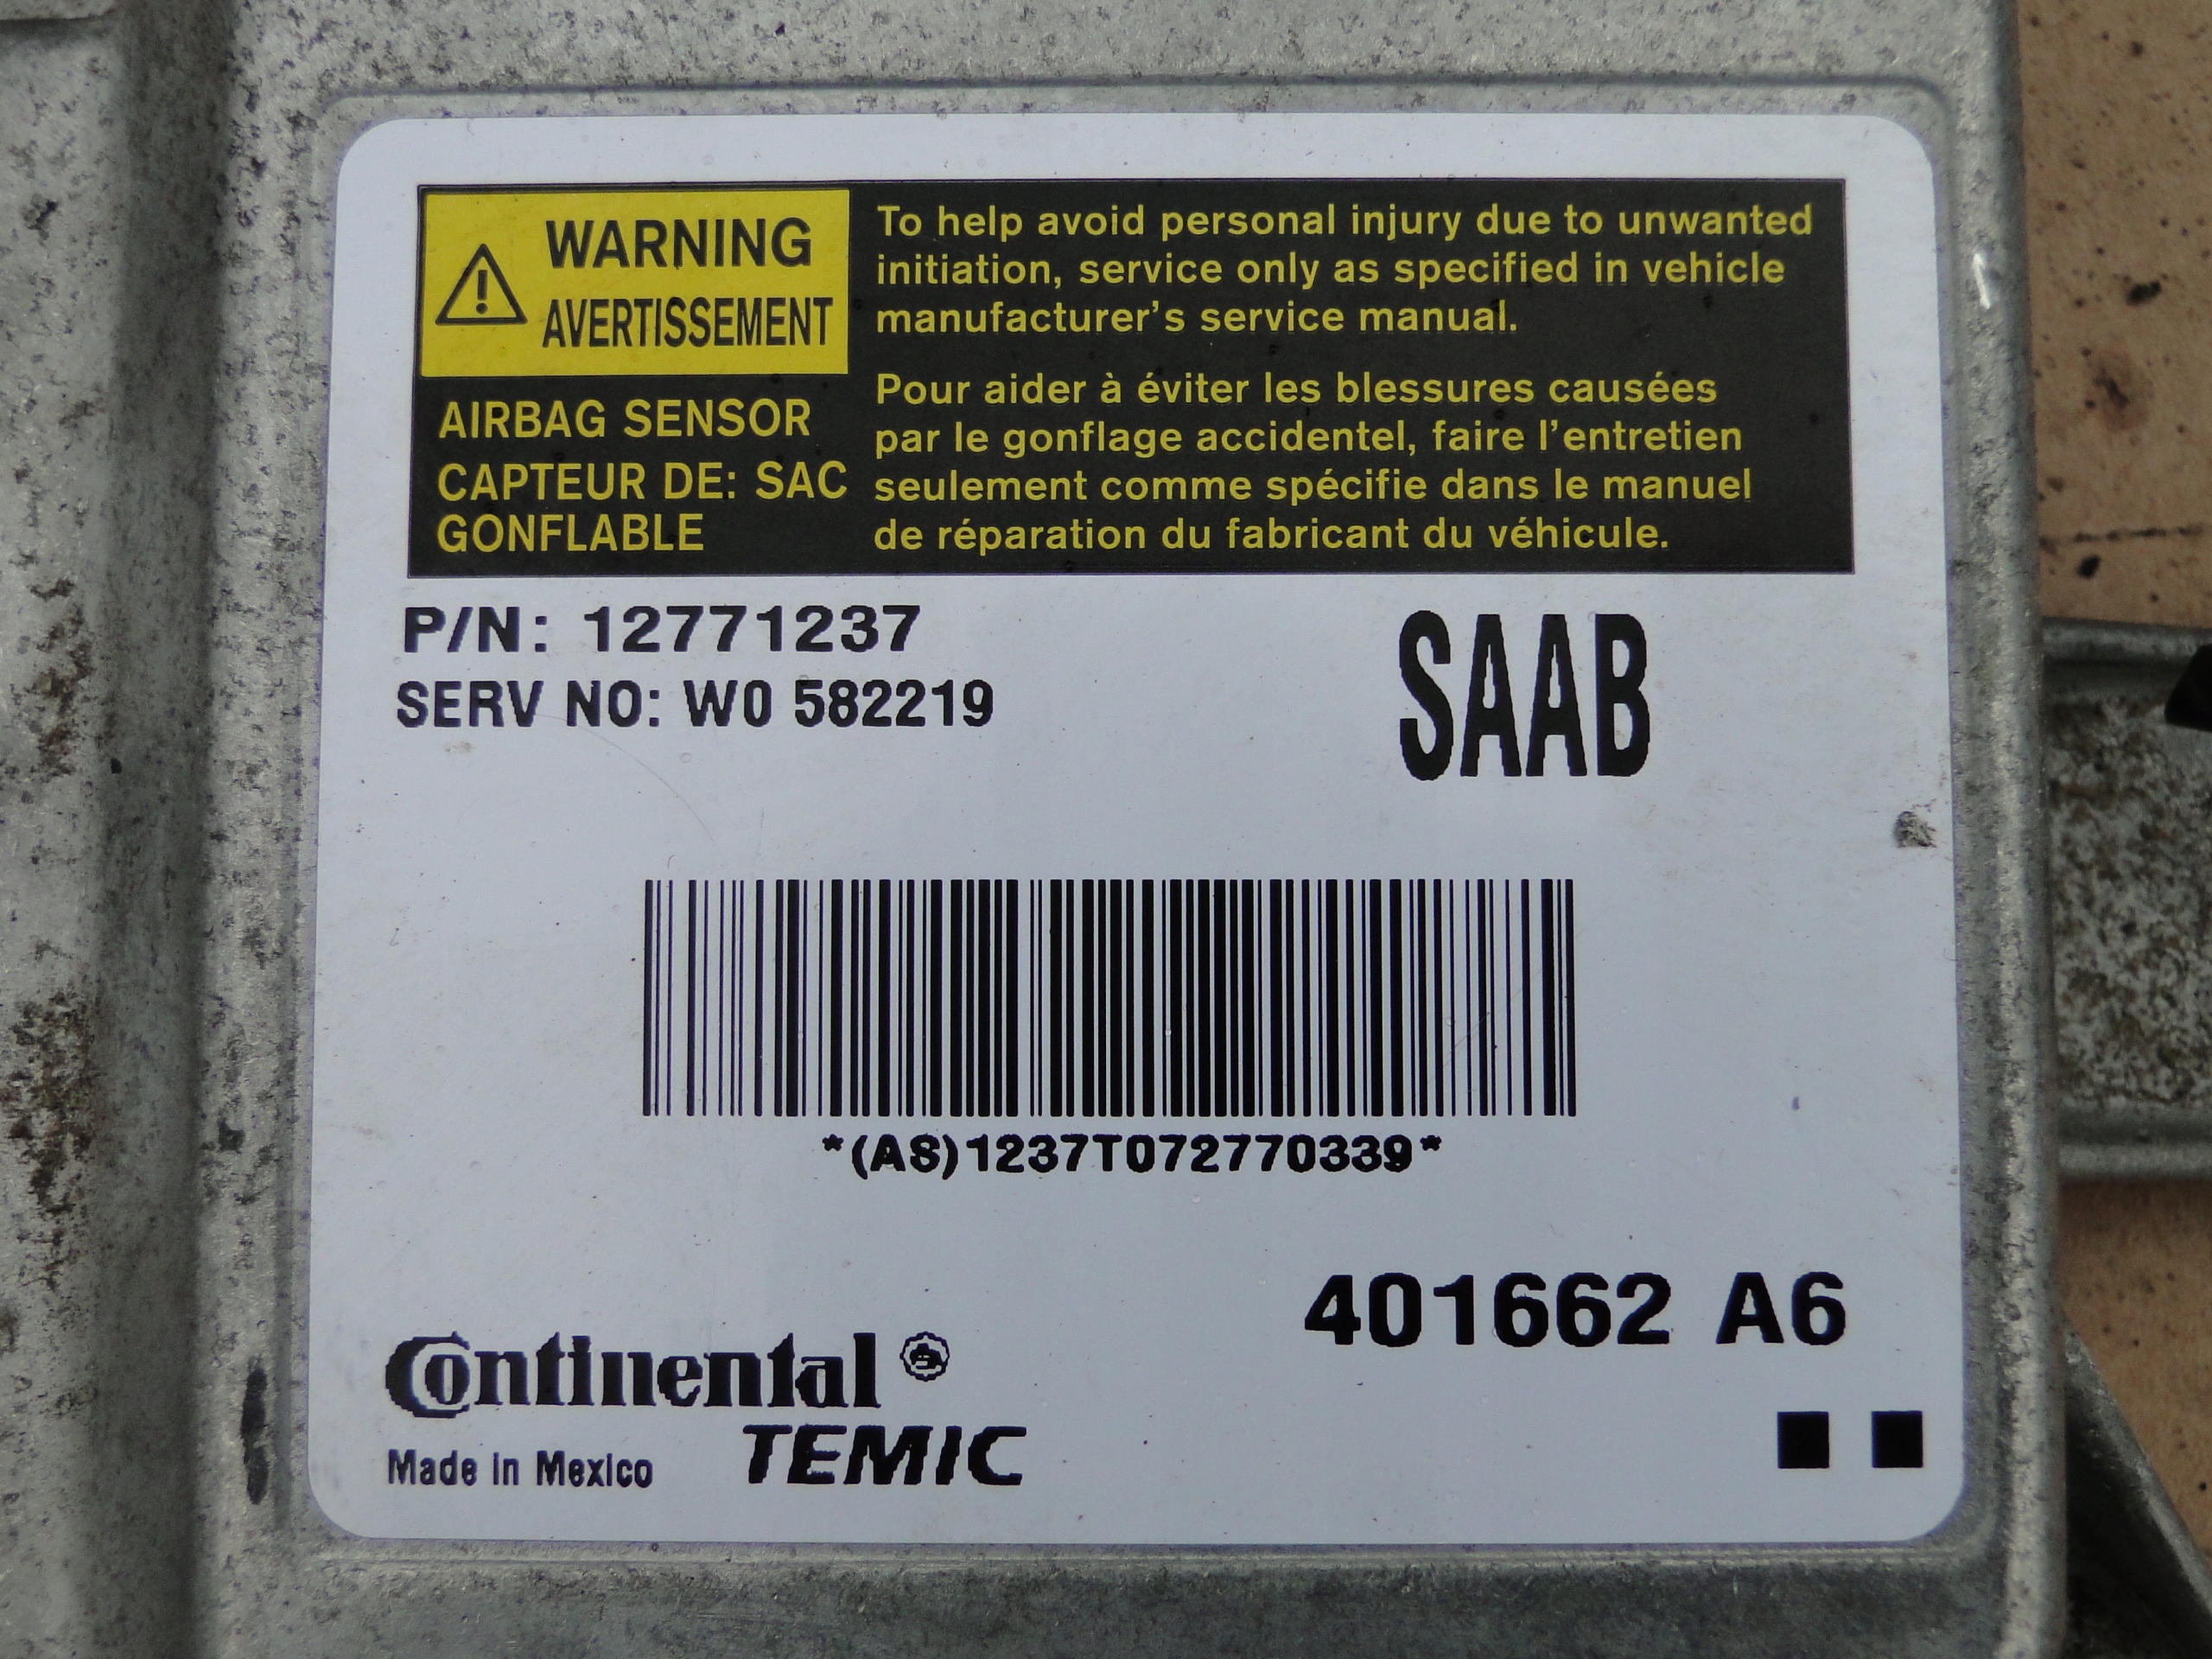 WARNING
AVERTISSEMENT
AIRBAG SENSOR
CAPTEUR DE: SAC
GONFLABLE
To help avoid personal injury due to unwanted
initiation, service only as specified in vehicle
manufacturer's service manual.
Pour aider à éviter les blessures causées
par le gonflage accidentel, faire l'entretien
seulement comme spécifie dans le manuel
de réparation du fabricant du véhicule.
P/N: 12771237
SERV NO: W0 582219
SAAB
*(AS)1237T072770339*
401662 A6
Continental
TEMIC
Made in Mexico